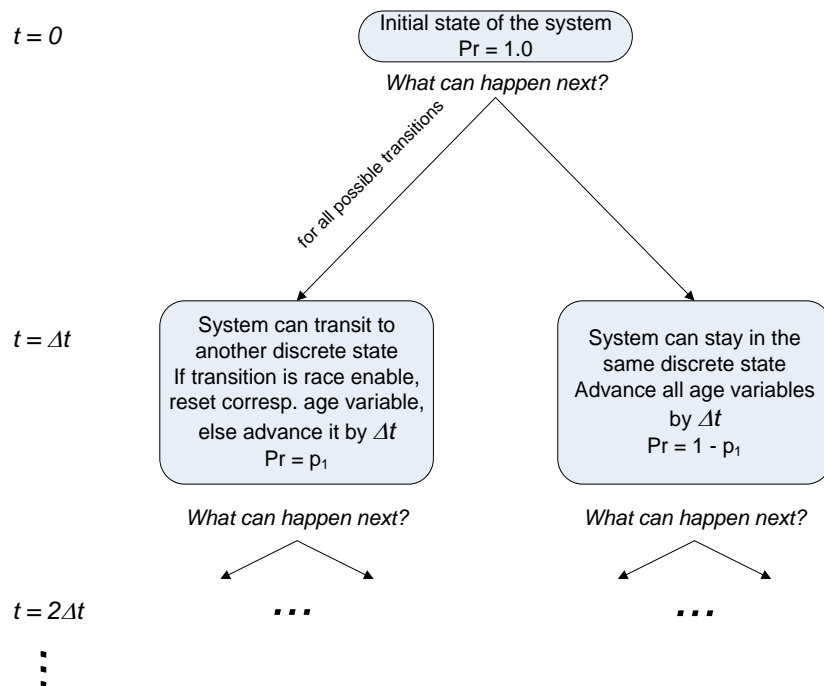 t = 0
Initial state of the system
Pr = 1.0
What can happen next?
for all possible transitions
t = Δt
System can transit to
another discrete state
If transition is race enable,
reset corresp. age variable,
else advance it by Δt
Pr = p₁
System can stay in the
same discrete state
Advance all age variables
by Δt
Pr = 1 - p₁
What can happen next?
What can happen next?
t = 2Δt
...
...
⋮